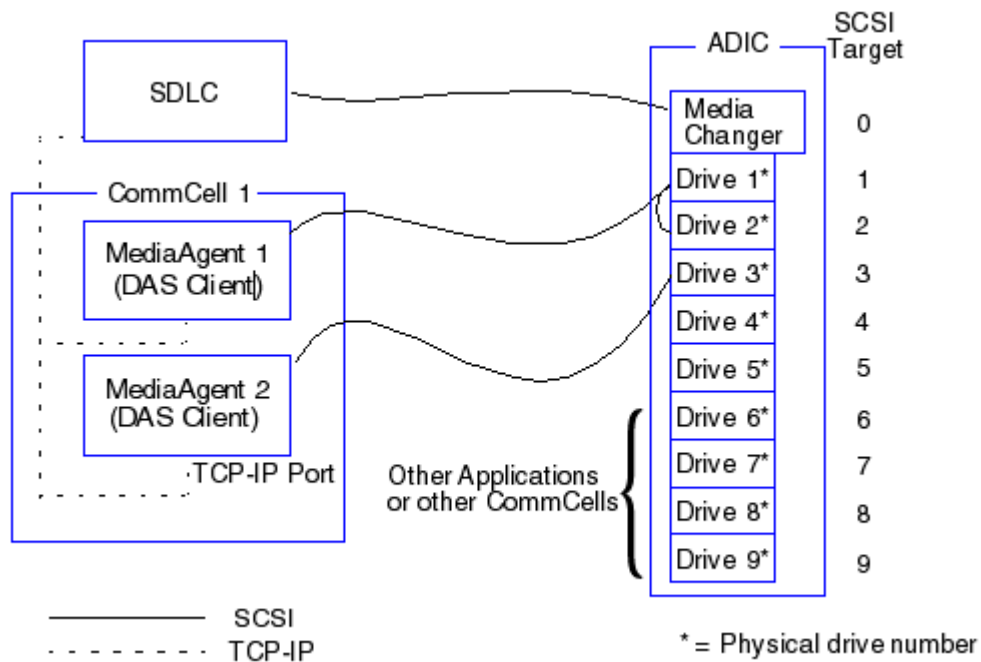 SCSI
Target
ADIC
SDLC
Media
Changer
0
Drive 1*
1
CommCell 1
Drive 2*
2
MediaAgent 1
(DAS Client)
Drive 3*
3
Drive 4*
4
Drive 5*
5
MediaAgent 2
(DAS Client)
Drive 6*
6
TCP-IP Port
Other Applications
or other CommCells
Drive 7*
7
Drive 8*
8
Drive 9*
9
SCSI
TCP-IP
* = Physical drive number